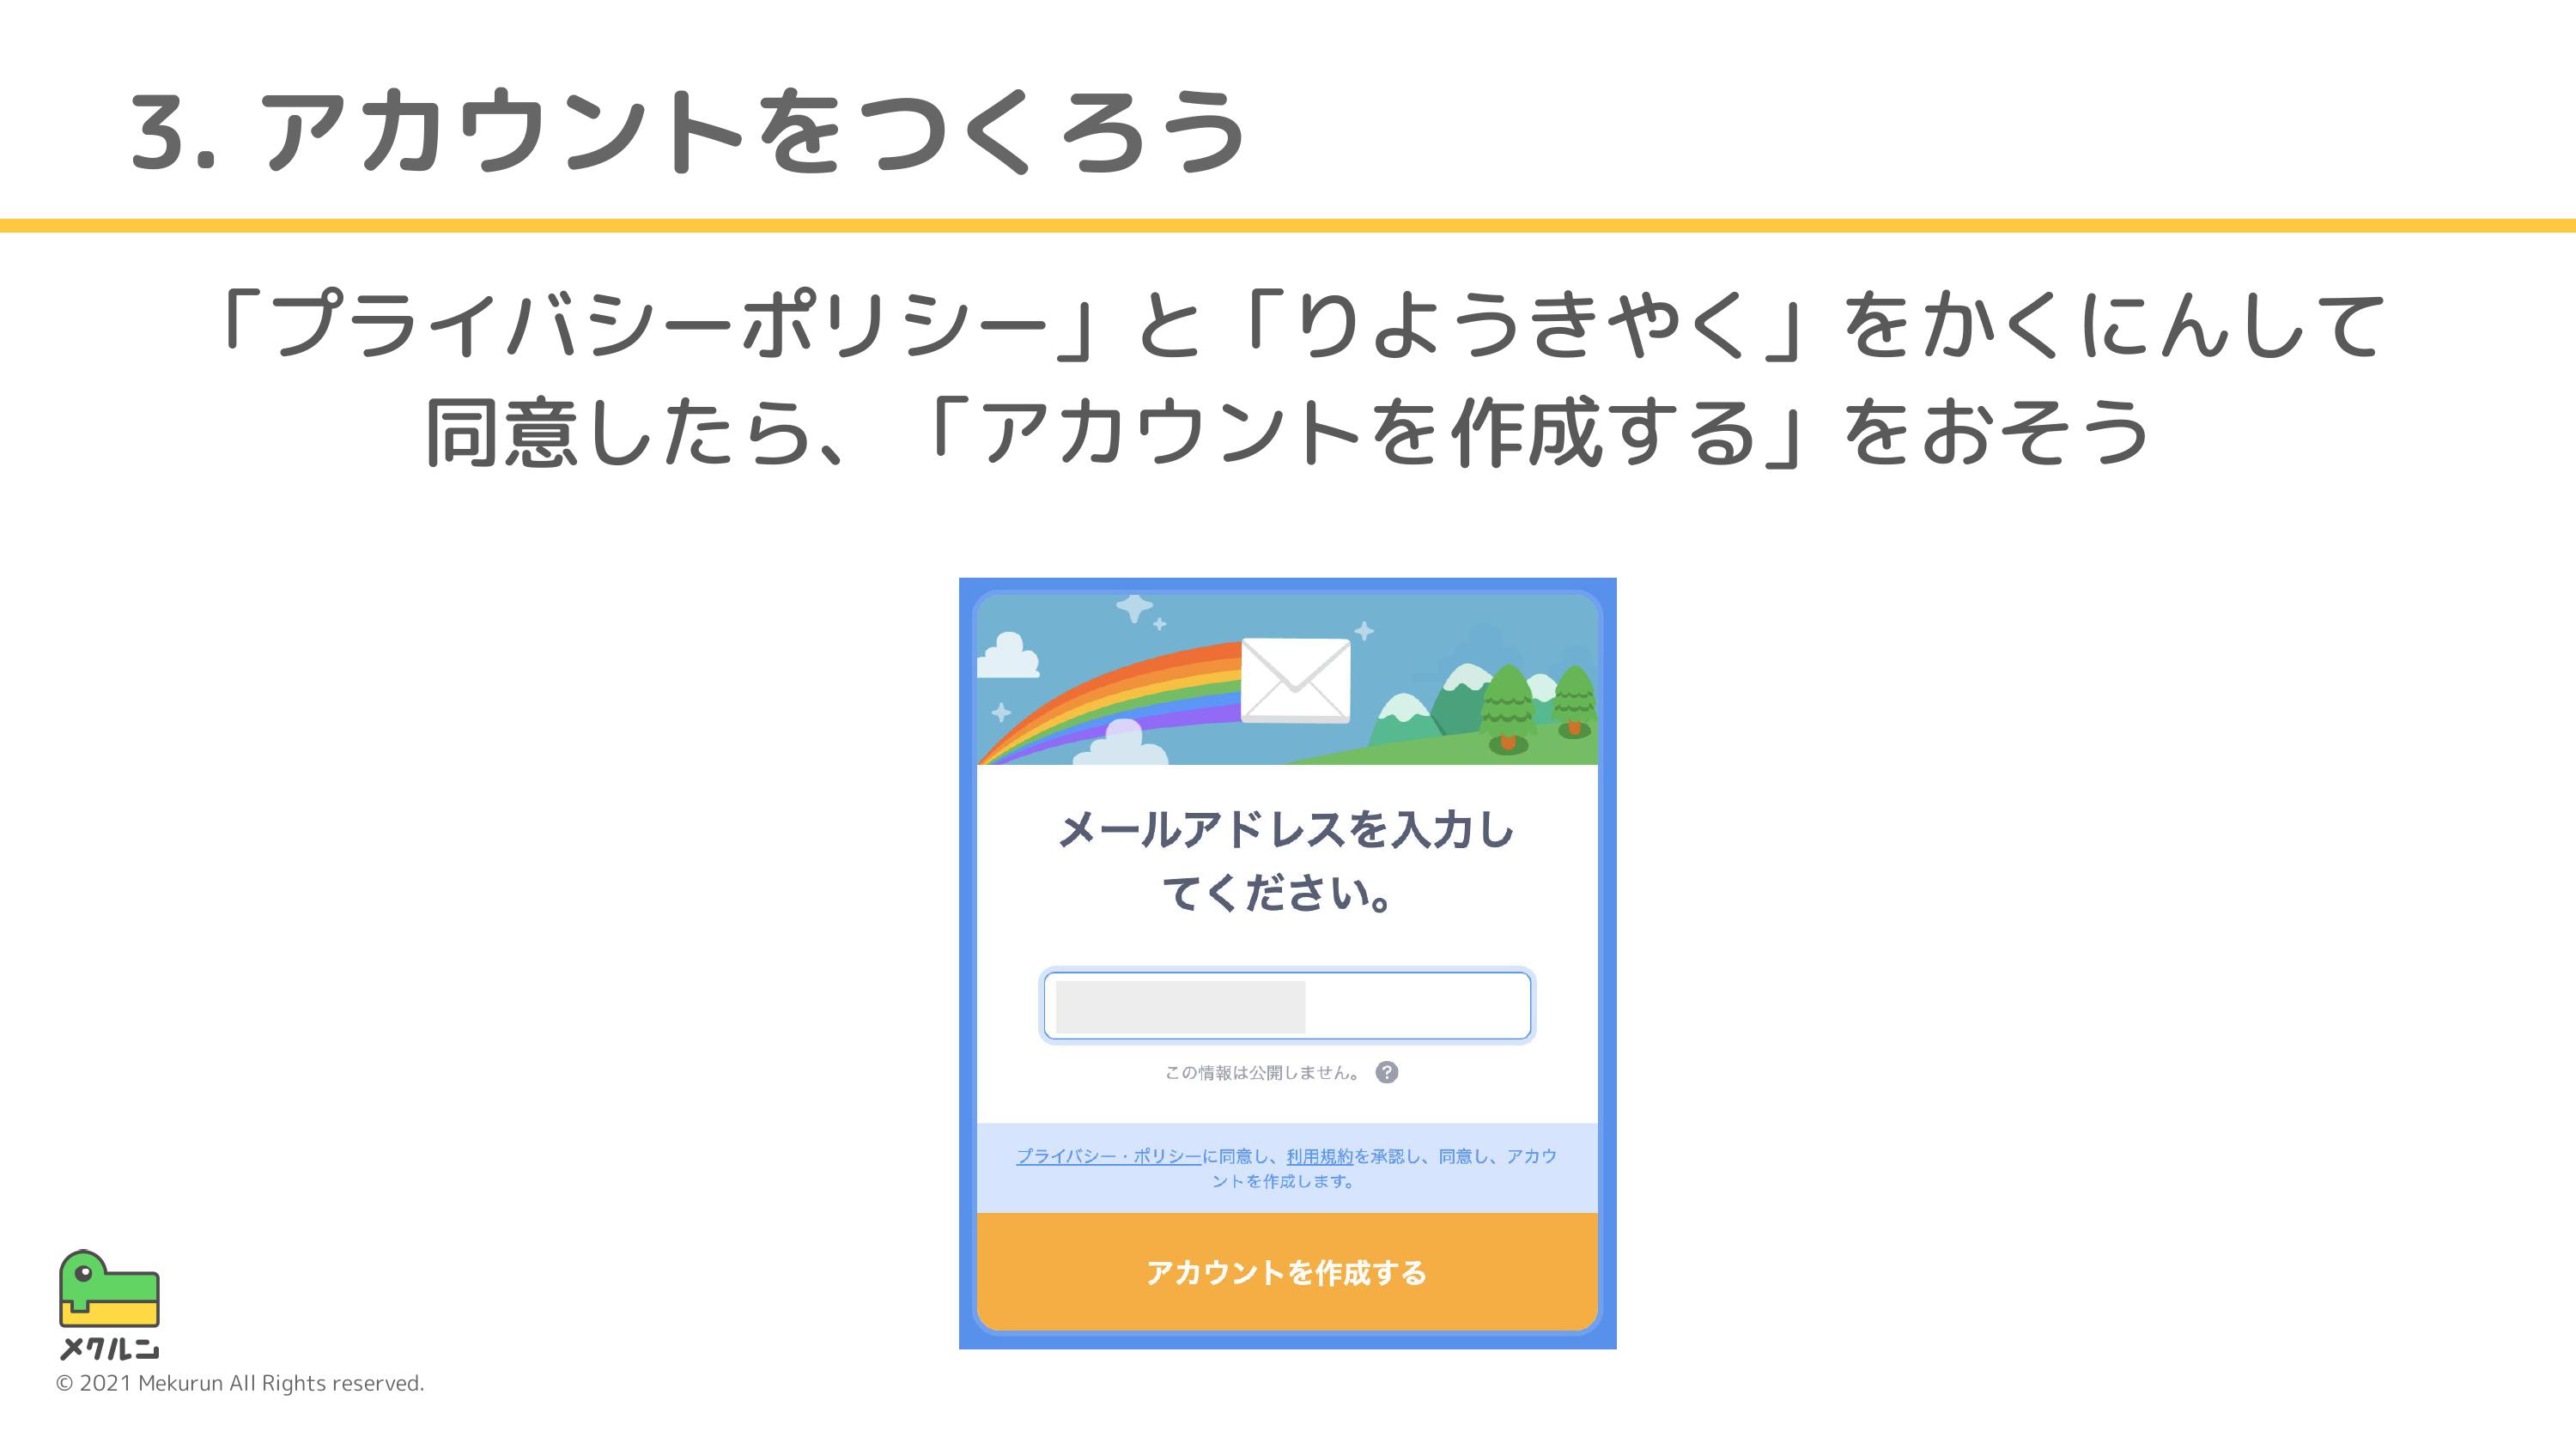 3. アカウントをつくろう
「プライバシーポリシー」と「りようきやく」をかくにんして
同意したら、「アカウントを作成する」をおそう
メールアドレスを入力し
てください。
この情報は公開しません。 ?
プライバシー・ポリシーに同意し、利用規約を承認し、同意し、アカウ
ントを作成します。
アカウントを作成する
メクルン
© 2021 Mekurun All Rights reserved.